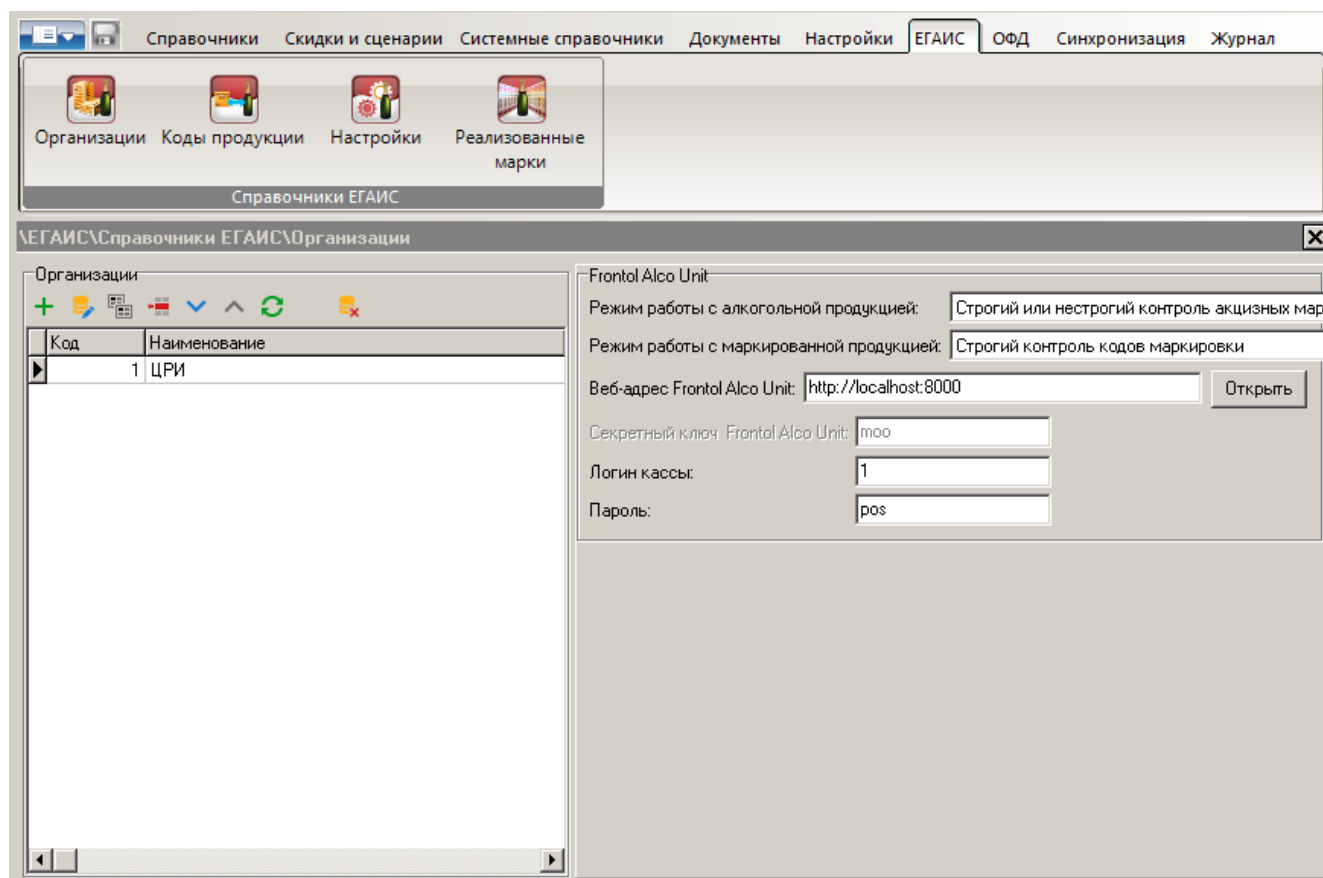 Справочники Скидки и сценарии Системные справочники Документы Настройки ЕГАИС ОФД Синхронизация Журнал
Организации Коды продукции Настройки Реализованные
марки
Справочники ЕГАИС
\ЕГАИС\Справочники ЕГАИС\Организации
Организации
Код Наименование
1 ЦРИ
Frontol Alco Unit
Режим работы с алкогольной продукцией: Строгий или нестрогий контроль акцизных мар
Режим работы с маркированной продукцией: Строгий контроль кодов маркировки
Веб-адрес Frontol Alco Unit: http://localhost:8000 Открыть
Секретный ключ Frontol Alco Unit: moo
Логин кассы: 1
Пароль: pos